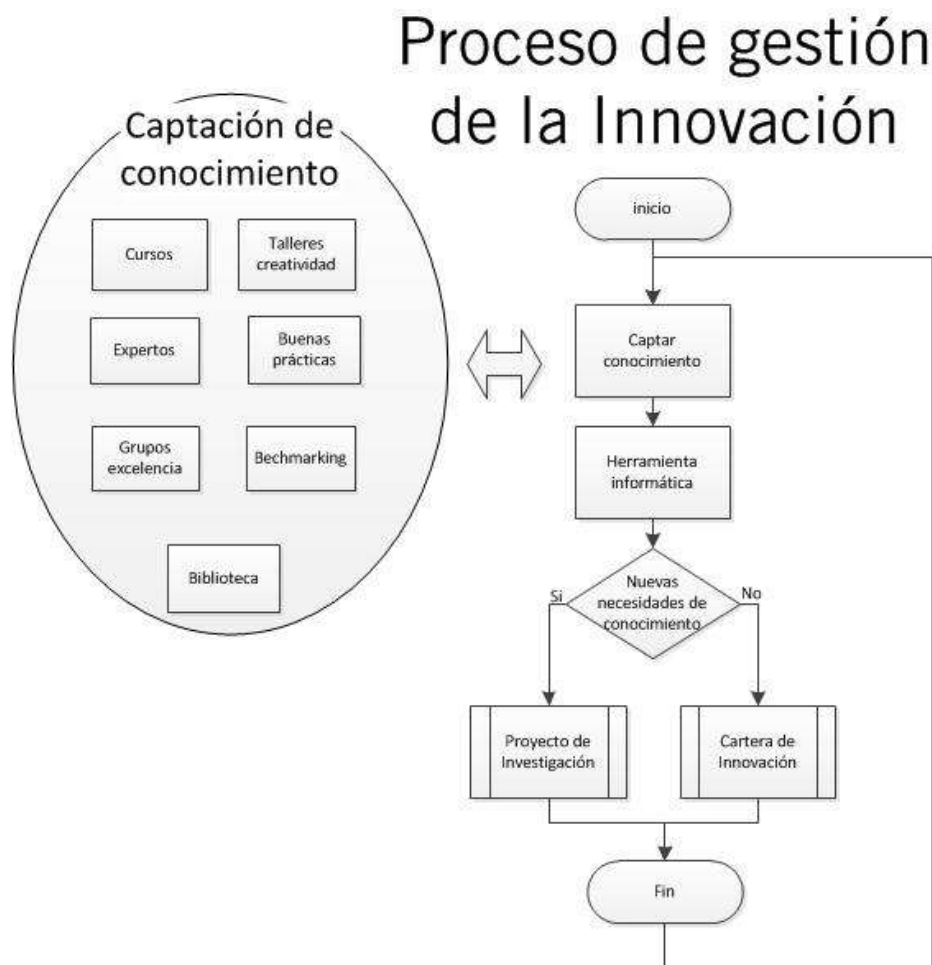 Proceso de gestión
de la Innovación
Captación de
conocimiento
Cursos
Talleres
creatividad
Expertos
Buenas
prácticas
Grupos
excelencia
Bechmarking
Biblioteca
inicio
Captar
conocimiento
Herramienta
informática
Nuevas
necesidades de
conocimiento
Si
No
Proyecto de
Investigación
Cartera de
Innovación
Fin